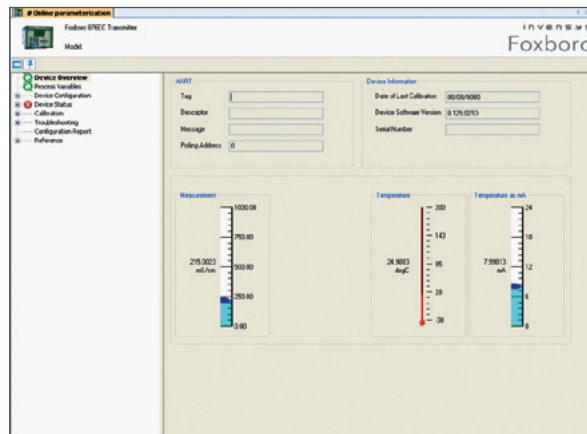 # Online parameterization
Foxboro 876EC Transmitter
Model:
invensys
Foxboro
Device Overview
Process Variables
Device Configuration
Device Status
Calibration
Troubleshooting
Configuration Report
Reference
HART
Tag
Descriptor
Message
Polling Address 0
Device Information
Date of Last Calibration
Device Software Version
Serial Number
Measurement
1000.00
750.00
500.00
250.00
0.00
215.0023
mS/cm
Temperature
200
143
85
28
-30
24.9883
degC
Temperature as mA
24
18
12
6
0
7.99813
mA